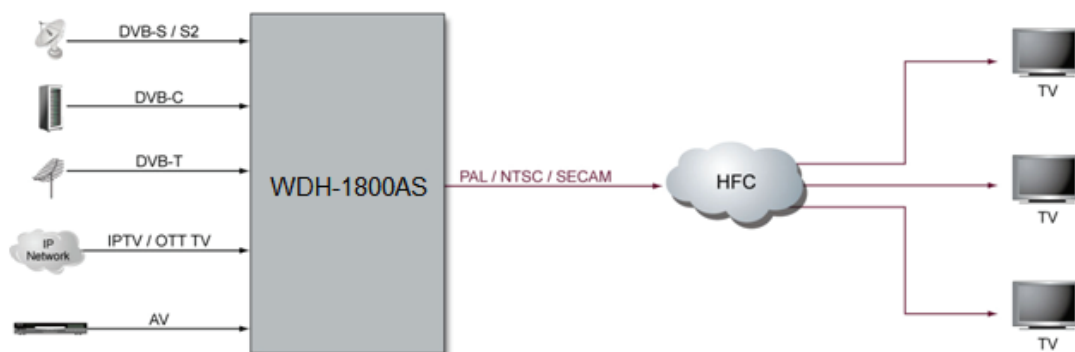 DVB-S / S2
DVB-C
DVB-T
IP
Network
IPTV / OTT TV
AV
WDH-1800AS
PAL / NTSC / SECAM
HFC
TV
TV
TV